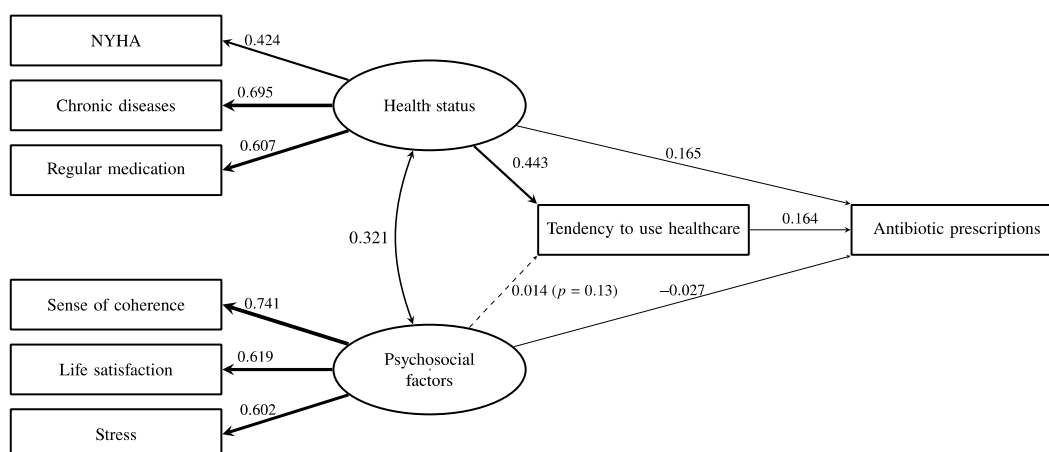 NYHA
0.424
Chronic diseases
0.695
Health status
Regular medication
0.607
0.443
0.165
0.321
Tendency to use healthcare
0.164
Antibiotic prescriptions
0.014 (p = 0.13)
–0.027
Sense of coherence
0.741
Life satisfaction
0.619
Psychosocial
factors
Stress
0.602